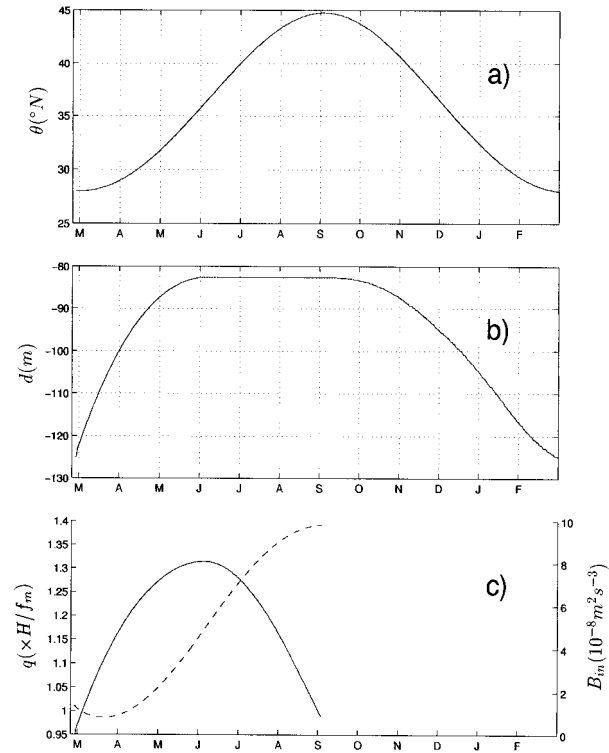 45
40
35
30
25
θ(°N)
a)
M A M J J A S O N D J F
-80
-90
-100
-110
-120
-130
d(m)
b)
M A M J J A S O N D J F
1.4
1.35
1.3
1.25
1.2
1.15
1.1
1.05
1
0.95
q(×H/f_m)
c)
10
8
6
4
2
0
B_in(10^-8 m^2 s^-3)
M A M J J A S O N D J F